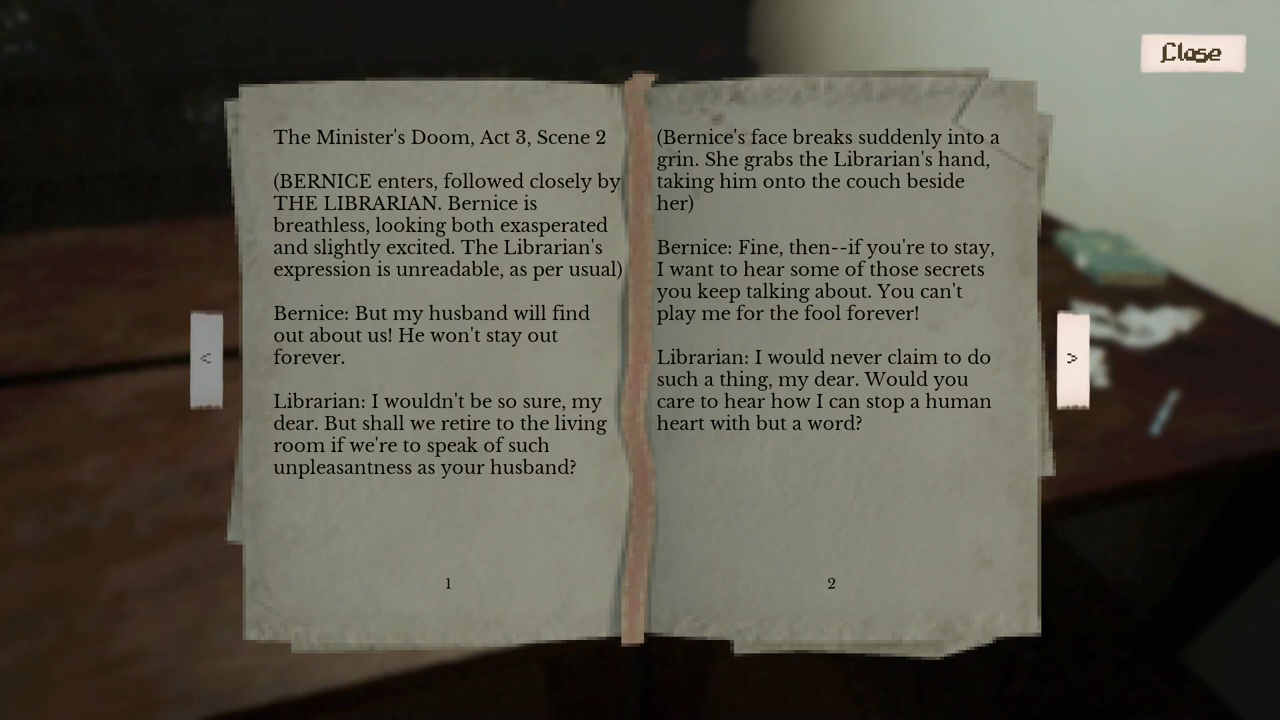 Close
The Minister's Doom, Act 3, Scene 2
(BERNICE enters, followed closely by
THE LIBRARIAN. Bernice is
breathless, looking both exasperated
and slightly excited. The Librarian's
expression is unreadable, as per usual)
Bernice: But my husband will find
out about us! He won't stay out
forever.
Librarian: I wouldn't be so sure, my
dear. But shall we retire to the living
room if we're to speak of such
unpleasantness as your husband?
1
(Bernice's face breaks suddenly into a
grin. She grabs the Librarian's hand,
taking him onto the couch beside
her)
Bernice: Fine, then--if you're to stay,
I want to hear some of those secrets
you keep talking about. You can't
play me for the fool forever!
Librarian: I would never claim to do
such a thing, my dear. Would you
care to hear how I can stop a human
heart with but a word?
2
<
>